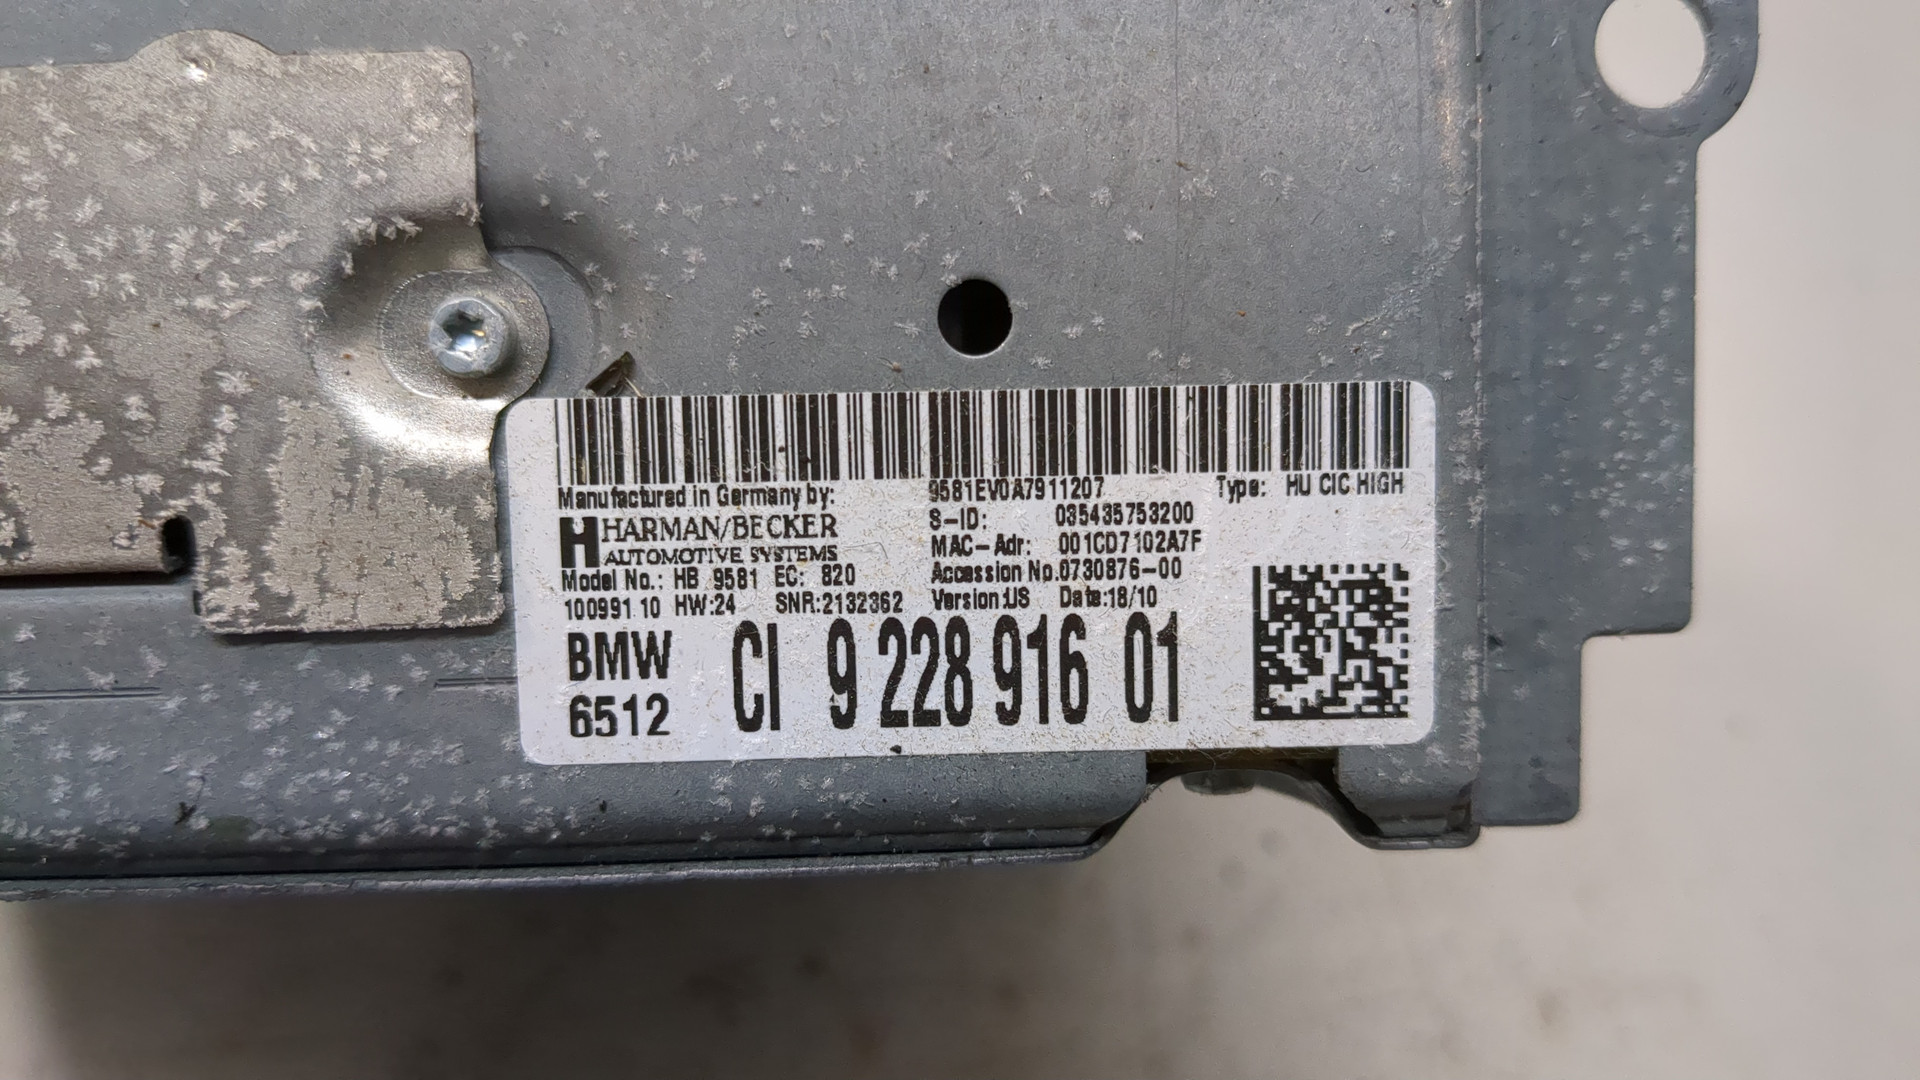 Manufactured in Germany by: 9581EV0A7911207 Type: HU CIC HIGH
HARMAN/BECKER S-ID: 035435753200
AUTOMOTIVE SYSTEMS MAC-Adr: 001CD7102A7F
Model No.: HB 9581 EC: 820 Accession No.0730876-00
10099110 HW:24 SNR:2132362 Version:US Date:18/10
BMW CI 9 228 916 01
6512